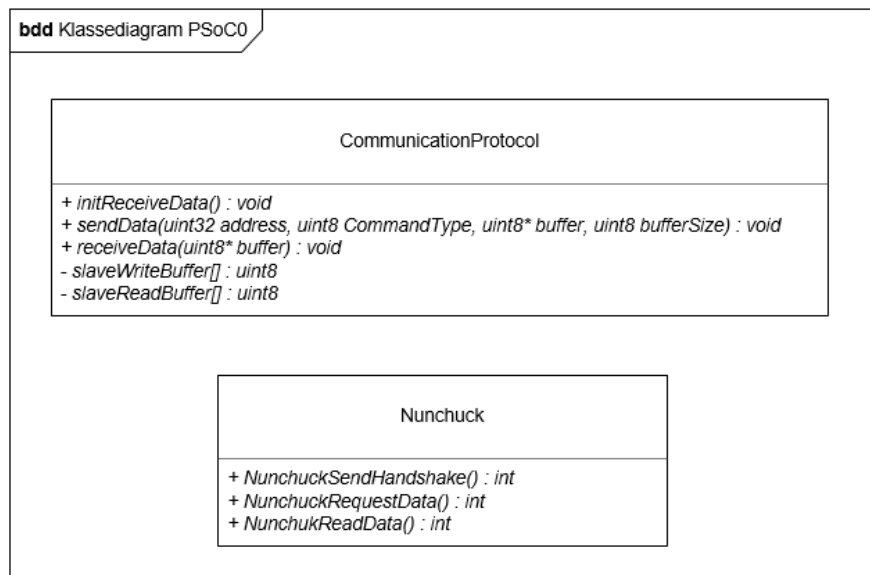 bdd Klassediagram PSoC0
CommunicationProtocol
+ initReceiveData() : void
+ sendData(uint32 address, uint8 CommandType, uint8* buffer, uint8 bufferSize) : void
+ receiveData(uint8* buffer) : void
- slaveWriteBuffer[] : uint8
- slaveReadBuffer[] : uint8
Nunchuck
+ NunchuckSendHandshake() : int
+ NunchuckRequestData() : int
+ NunchukReadData() : int